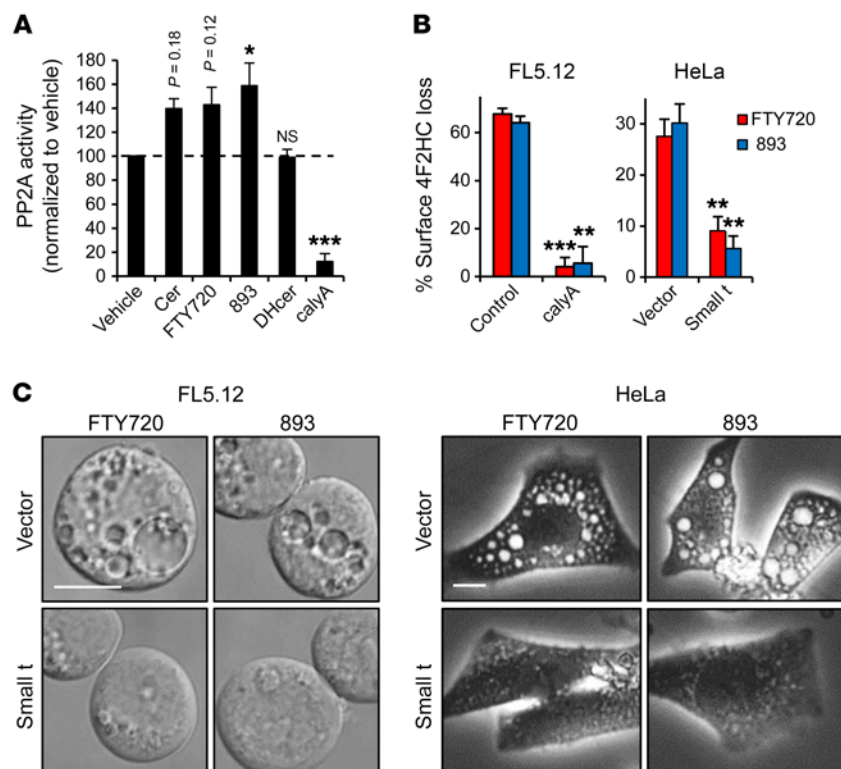 A
PP2A activity
(normalized to vehicle)
180
160
140
120
100
80
60
40
20
0
P = 0.18
P = 0.12
*
NS
***
Vehicle
Cer
FTY720
893
DHcer
calyA
B
% Surface 4F2HC loss
FL5.12
60
40
20
0
***
**
Control
calyA
HeLa
30
20
10
0
**
**
Vector
Small t
FTY720
893
C
FL5.12
HeLa
FTY720
893
FTY720
893
Vector
Vector
Small t
Small t